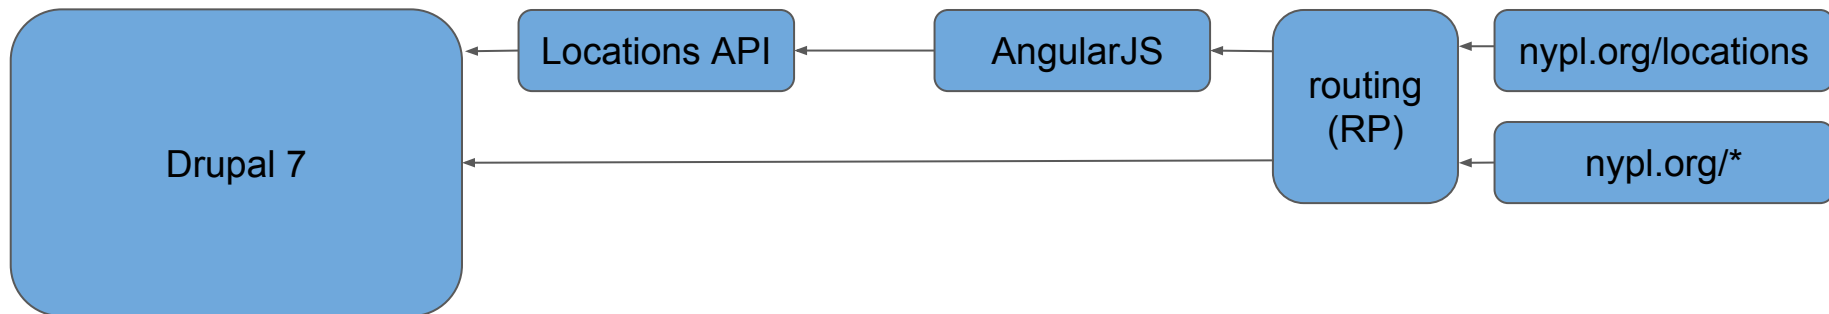 Drupal 7
Locations API
AngularJS
routing
(RP)
nypl.org/locations
nypl.org/*